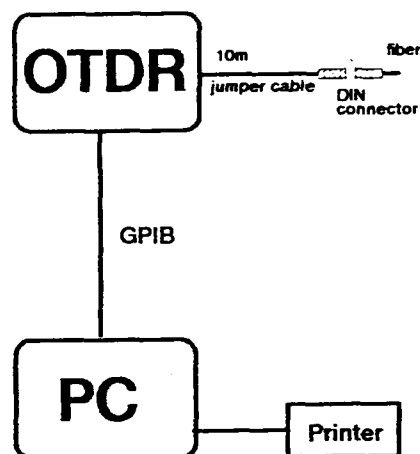 OTDR
10m
jumper cable
DIN
connector
fiber
GPIB
PC
Printer